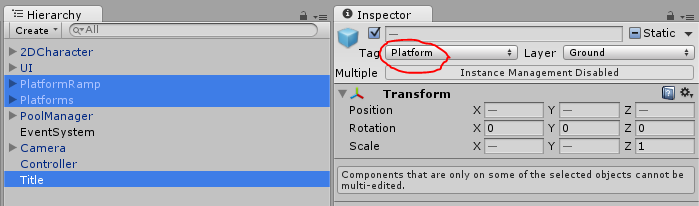 Hierarchy
Create
All
2DCharacter
UI
PlatformRamp
Platforms
PoolManager
EventSystem
Camera
Controller
Title
Inspector
— Static
Tag Platform Layer Ground
Multiple Instance Management Disabled
Transform
Position X — Y — Z —
Rotation X 0 Y 0 Z 0
Scale X — Y — Z 1
Components that are only on some of the selected objects cannot be
multi-edited.